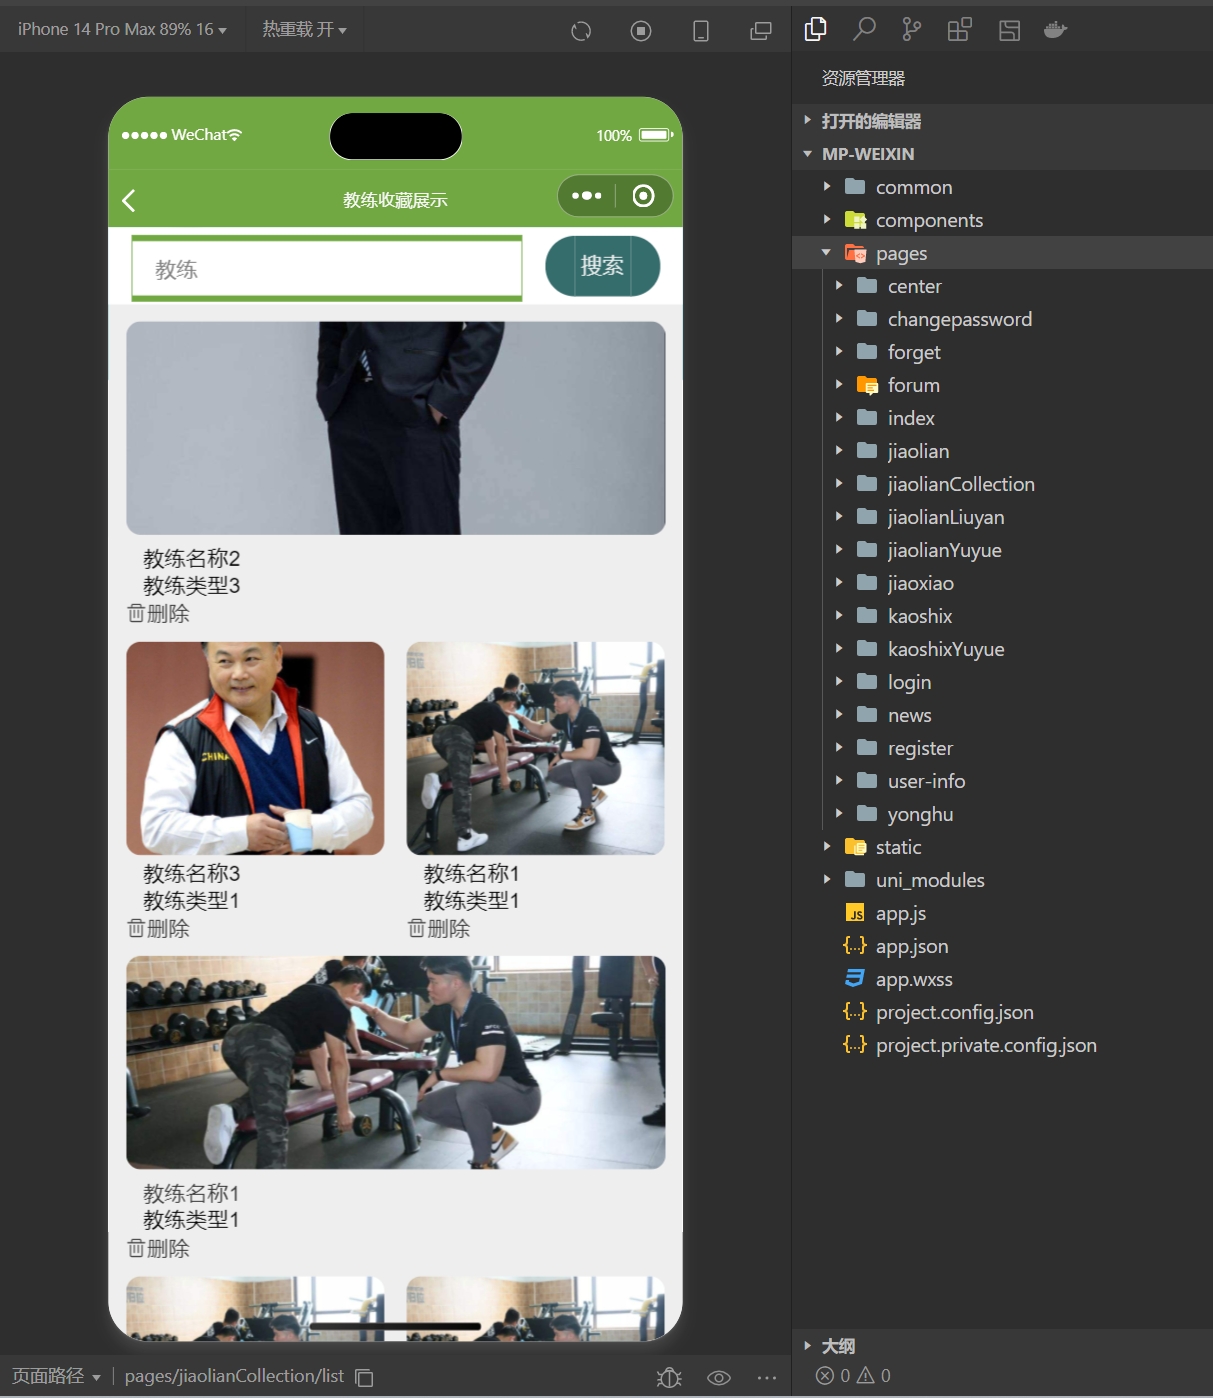 iPhone 14 Pro Max 89% 16
热重载 开
WeChat
100%
教练收藏展示
教练
搜索
教练名称2
教练类型3
删除
CHINA
教练名称3
教练类型1
删除
教练名称1
教练类型1
删除
教练名称1
教练类型1
删除
页面路径
pages/jiaolianCollection/list
资源管理器
打开的编辑器
MP-WEIXIN
common
components
pages
center
changepassword
forget
forum
index
jiaolian
jiaolianCollection
jiaolianLiuyan
jiaolianYuyue
jiaoxiao
kaoshix
kaoshixYuyue
login
news
register
user-info
yonghu
static
uni_modules
JS app.js
{..} app.json
app.wxss
{..} project.config.json
{..} project.private.config.json
大纲
0 0